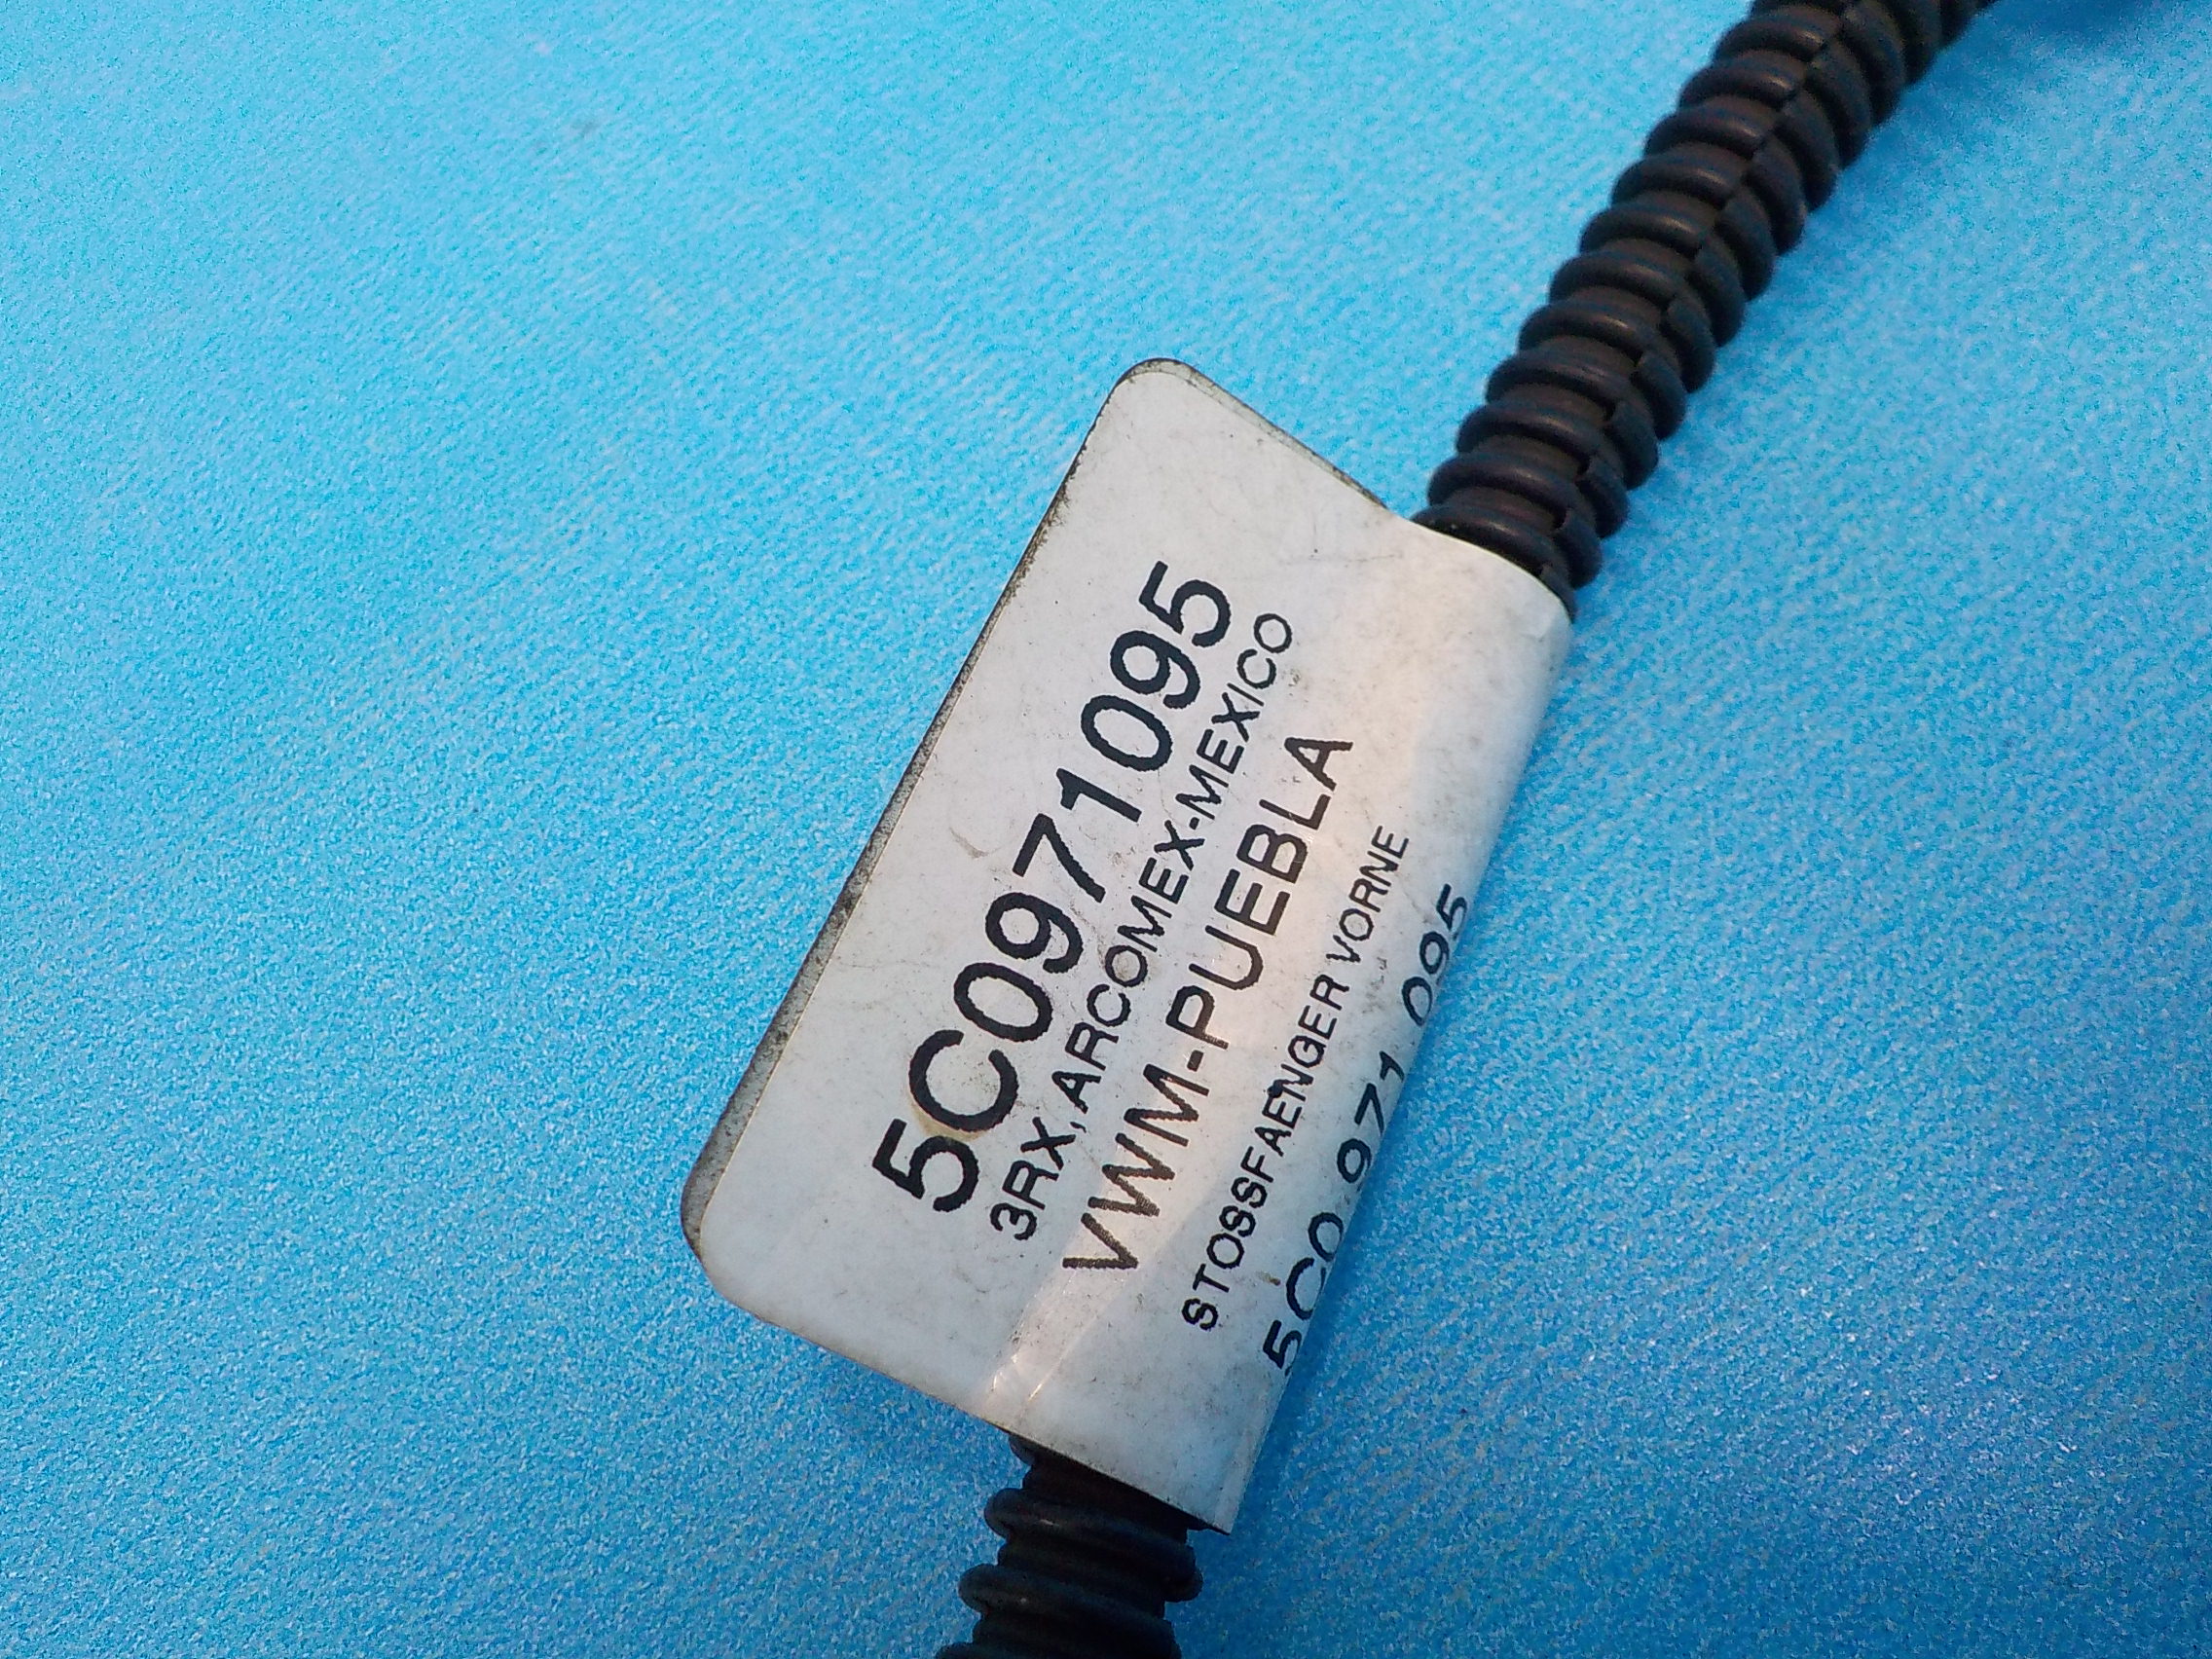 5C0971095
3RX,ARCOMEX-MEXICO
VWM-PUEBLA
STOSSFAENGER VORNE
5C0 971 095